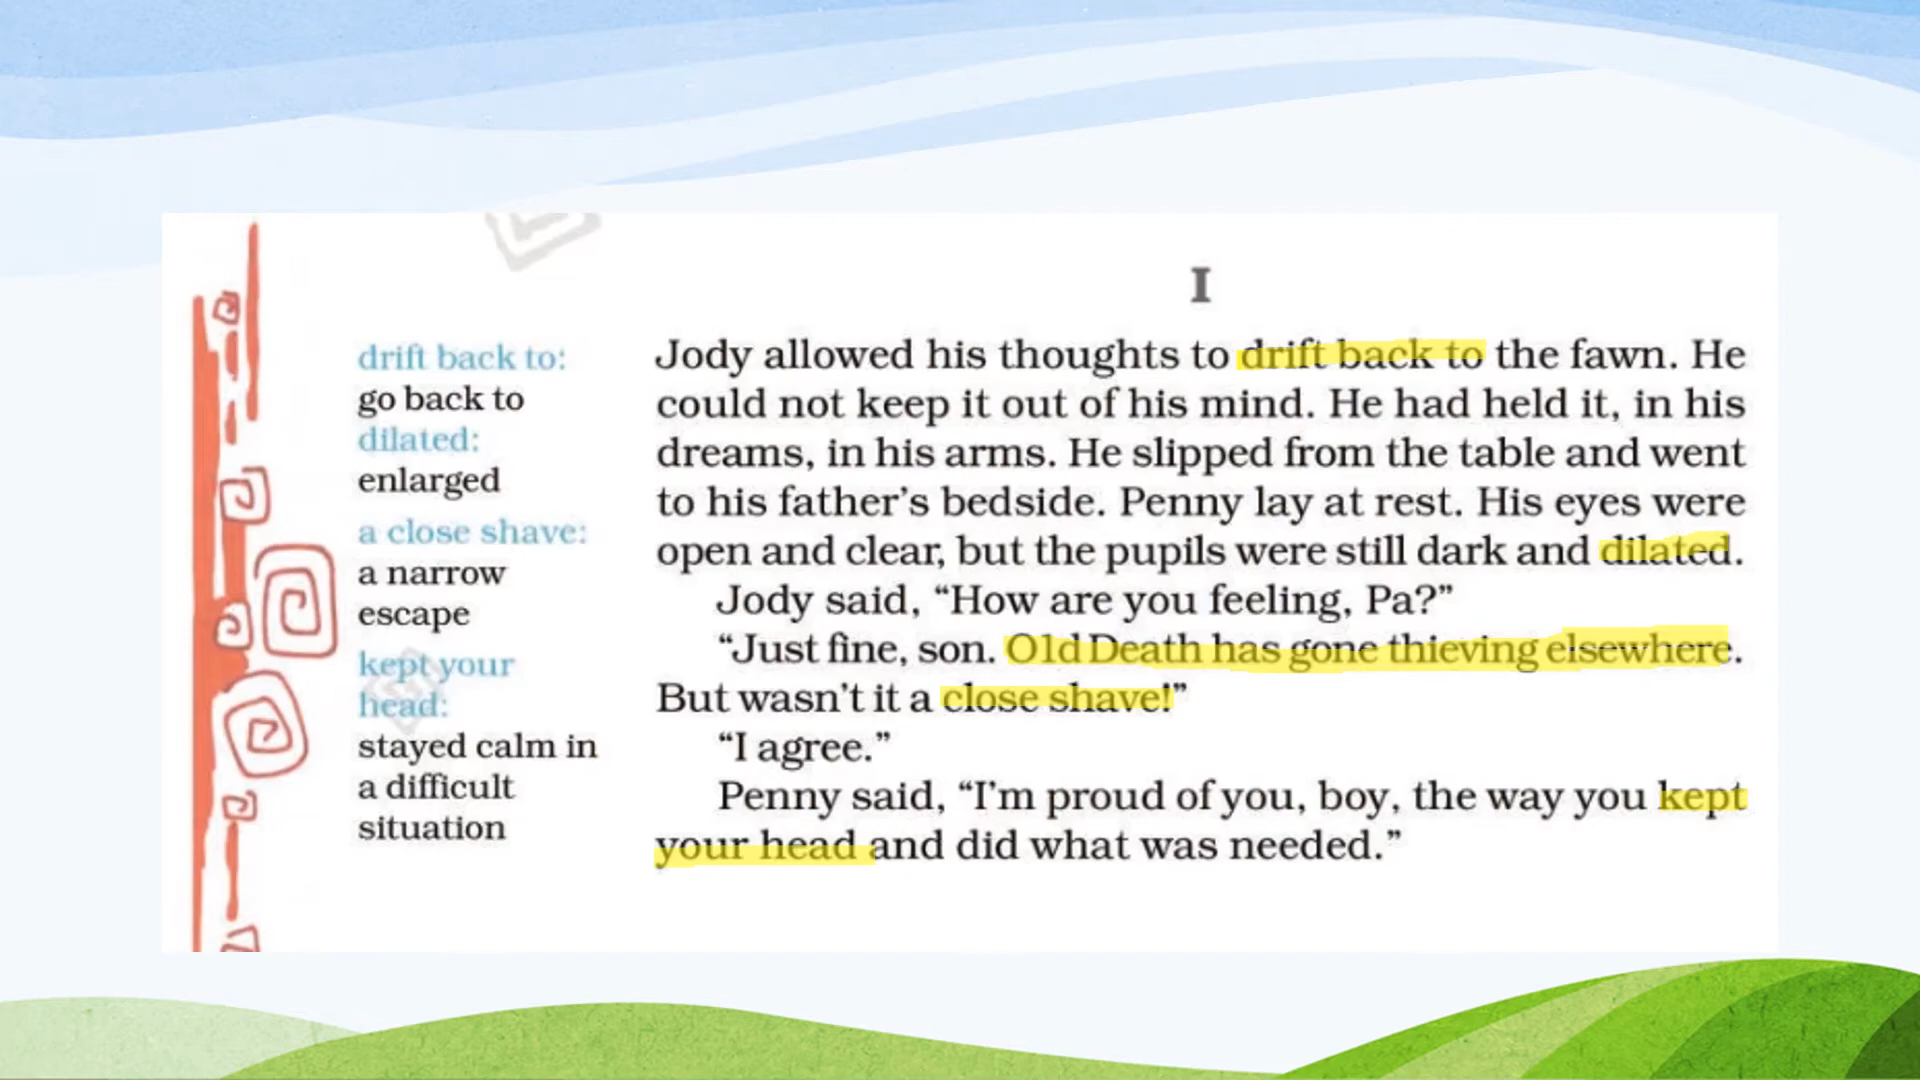 I
drift back to:
go back to
dilated:
enlarged
a close shave:
a narrow
escape
kept your
head:
stayed calm in
a difficult
situation
Jody allowed his thoughts to drift back to the fawn. He
could not keep it out of his mind. He had held it, in his
dreams, in his arms. He slipped from the table and went
to his father’s bedside. Penny lay at rest. His eyes were
open and clear, but the pupils were still dark and dilated.
Jody said, “How are you feeling, Pa?”
“Just fine, son. Old Death has gone thieving elsewhere.
But wasn’t it a close shave!”
“I agree.”
Penny said, “I’m proud of you, boy, the way you kept
your head and did what was needed.”